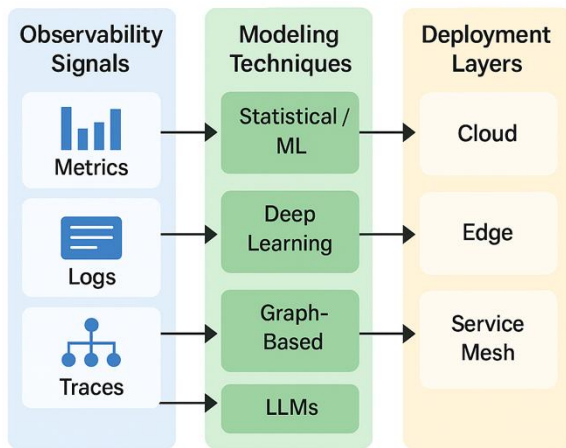 Observability
Signals
Metrics
Logs
Traces
Modeling
Techniques
Statistical /
ML
Deep
Learning
Graph-
Based
LLMs
Deployment
Layers
Cloud
Edge
Service
Mesh